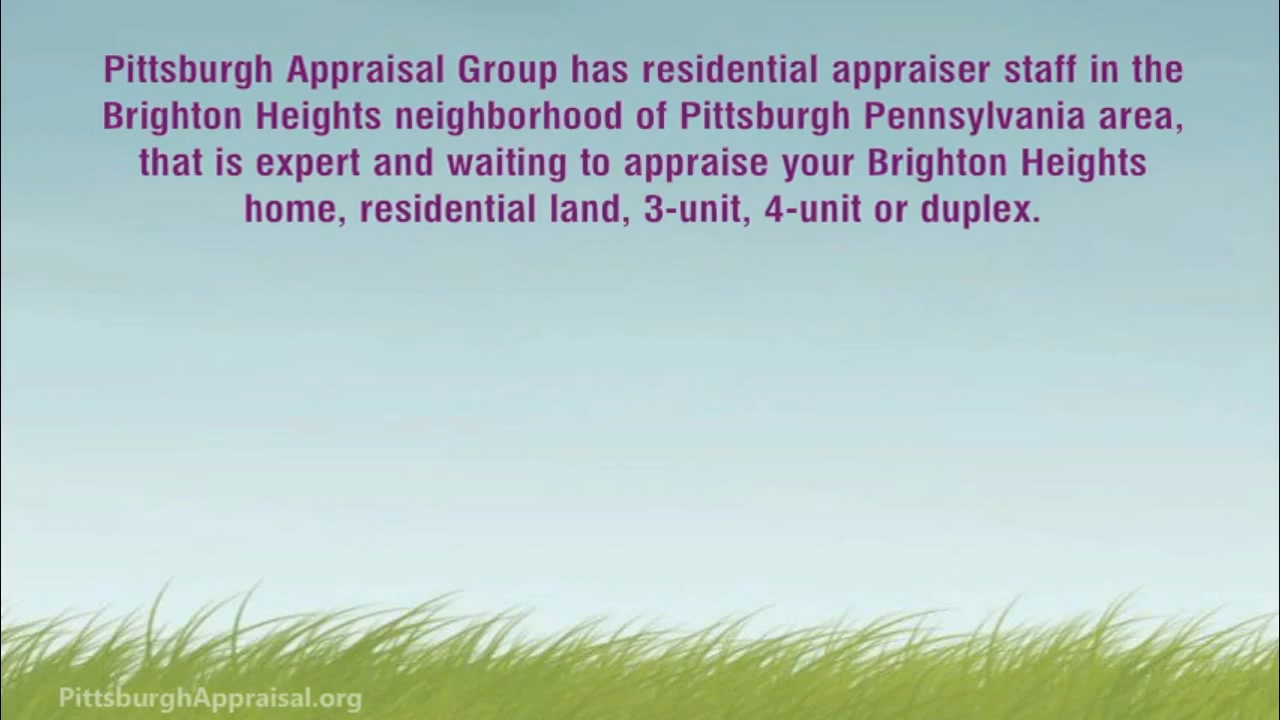 Pittsburgh Appraisal Group has residential appraiser staff in the
Brighton Heights neighborhood of Pittsburgh Pennsylvania area,
that is expert and waiting to appraise your Brighton Heights
home, residential land, 3-unit, 4-unit or duplex.
PittsburghAppraisal.org